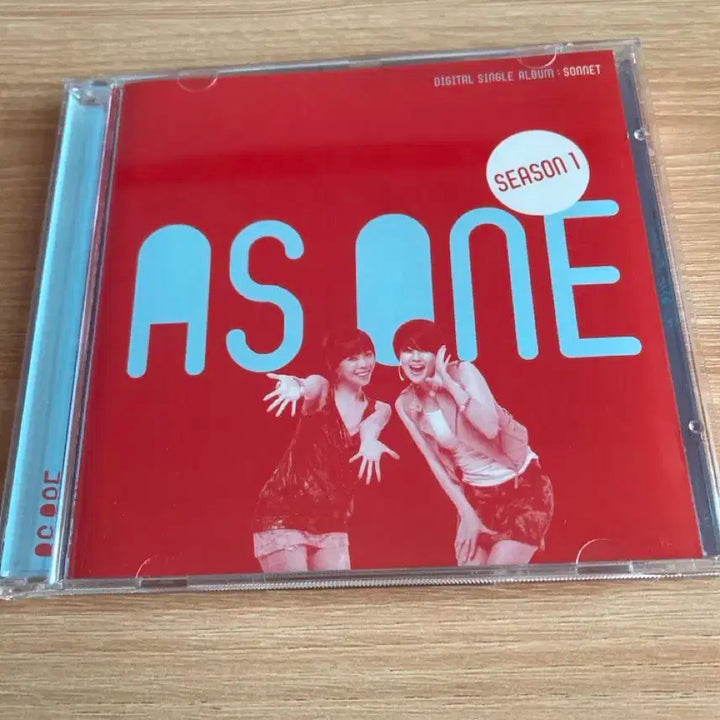 DIGITAL SINGLE ALBUM : SONNET
SEASON 1
AS ONE
AS ONE